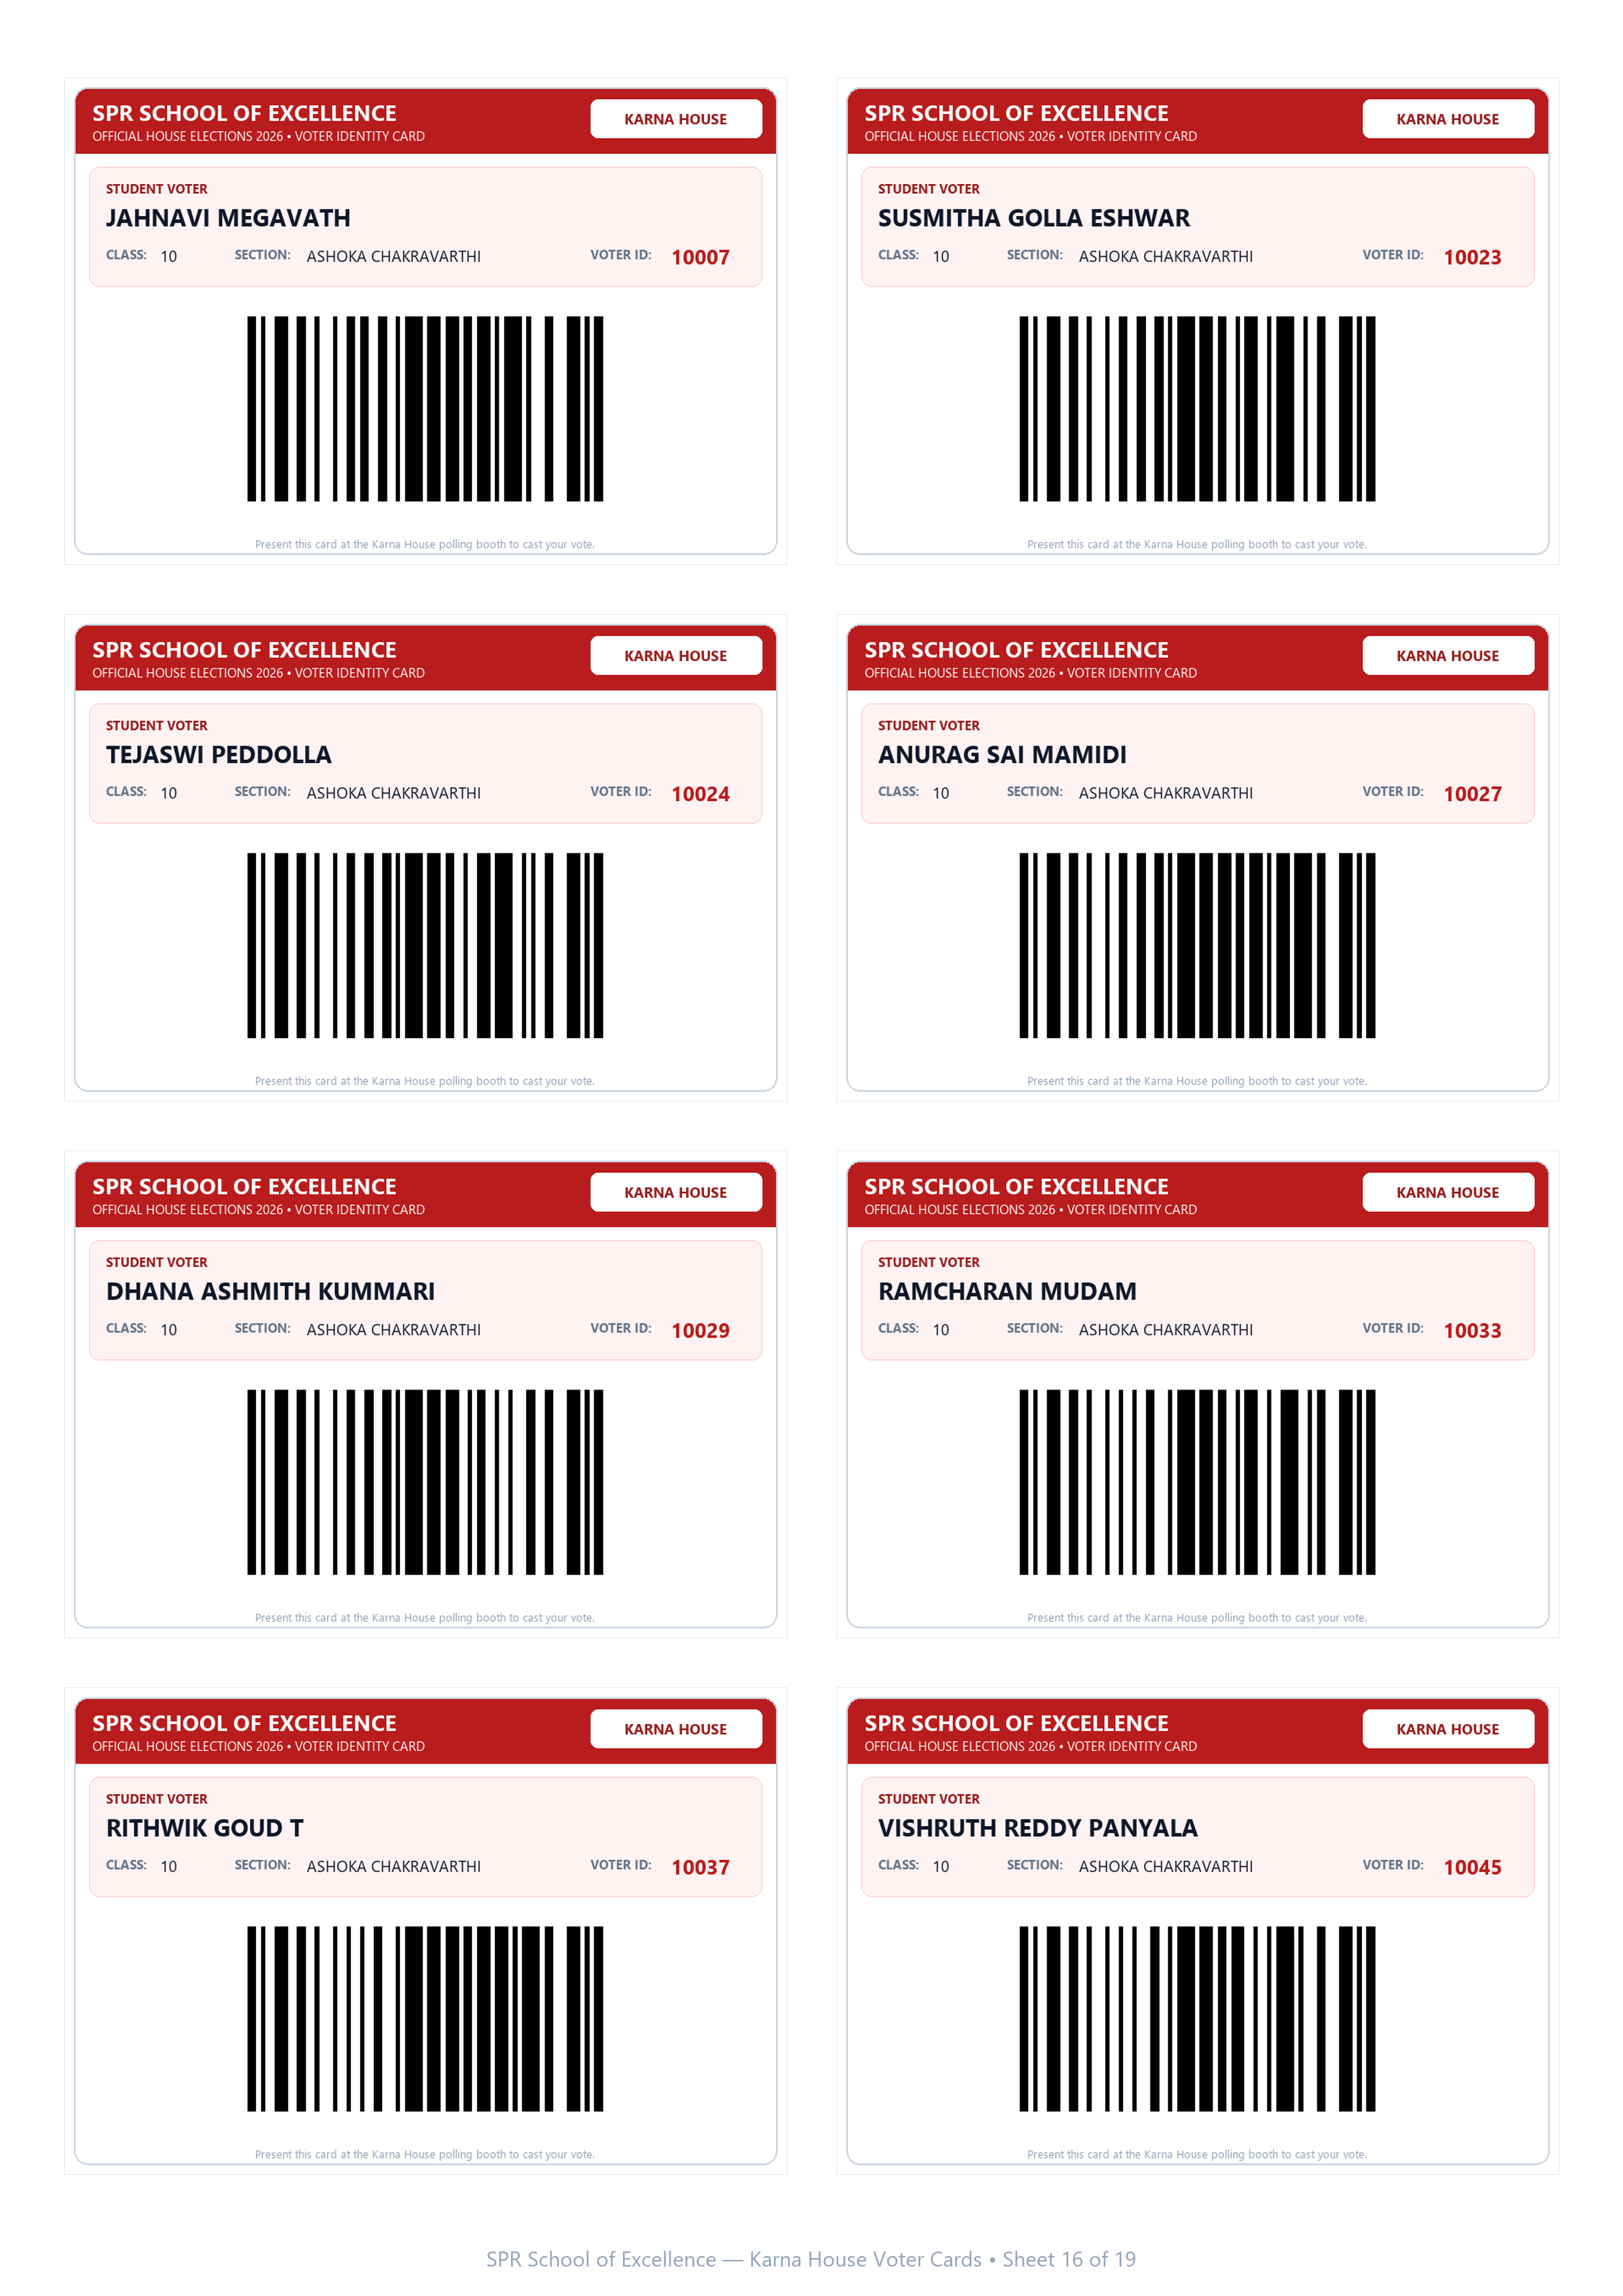 SPR SCHOOL OF EXCELLENCE
OFFICIAL HOUSE ELECTIONS 2026 • VOTER IDENTITY CARD
KARNA HOUSE
STUDENT VOTER
JAHNAVI MEGAVATH
CLASS: 10 SECTION: ASHOKA CHAKRAVARTHI VOTER ID: 10007
Present this card at the Karna House polling booth to cast your vote.
SPR SCHOOL OF EXCELLENCE
OFFICIAL HOUSE ELECTIONS 2026 • VOTER IDENTITY CARD
KARNA HOUSE
STUDENT VOTER
SUSMITHA GOLLA ESHWAR
CLASS: 10 SECTION: ASHOKA CHAKRAVARTHI VOTER ID: 10023
Present this card at the Karna House polling booth to cast your vote.
SPR SCHOOL OF EXCELLENCE
OFFICIAL HOUSE ELECTIONS 2026 • VOTER IDENTITY CARD
KARNA HOUSE
STUDENT VOTER
TEJASWI PEDDOLLA
CLASS: 10 SECTION: ASHOKA CHAKRAVARTHI VOTER ID: 10024
Present this card at the Karna House polling booth to cast your vote.
SPR SCHOOL OF EXCELLENCE
OFFICIAL HOUSE ELECTIONS 2026 • VOTER IDENTITY CARD
KARNA HOUSE
STUDENT VOTER
ANURAG SAI MAMIDI
CLASS: 10 SECTION: ASHOKA CHAKRAVARTHI VOTER ID: 10027
Present this card at the Karna House polling booth to cast your vote.
SPR SCHOOL OF EXCELLENCE
OFFICIAL HOUSE ELECTIONS 2026 • VOTER IDENTITY CARD
KARNA HOUSE
STUDENT VOTER
DHANA ASHMITH KUMMARI
CLASS: 10 SECTION: ASHOKA CHAKRAVARTHI VOTER ID: 10029
Present this card at the Karna House polling booth to cast your vote.
SPR SCHOOL OF EXCELLENCE
OFFICIAL HOUSE ELECTIONS 2026 • VOTER IDENTITY CARD
KARNA HOUSE
STUDENT VOTER
RAMCHARAN MUDAM
CLASS: 10 SECTION: ASHOKA CHAKRAVARTHI VOTER ID: 10033
Present this card at the Karna House polling booth to cast your vote.
SPR SCHOOL OF EXCELLENCE
OFFICIAL HOUSE ELECTIONS 2026 • VOTER IDENTITY CARD
KARNA HOUSE
STUDENT VOTER
RITHWIK GOUD T
CLASS: 10 SECTION: ASHOKA CHAKRAVARTHI VOTER ID: 10037
Present this card at the Karna House polling booth to cast your vote.
SPR SCHOOL OF EXCELLENCE
OFFICIAL HOUSE ELECTIONS 2026 • VOTER IDENTITY CARD
KARNA HOUSE
STUDENT VOTER
VISHRUTH REDDY PANYALA
CLASS: 10 SECTION: ASHOKA CHAKRAVARTHI VOTER ID: 10045
Present this card at the Karna House polling booth to cast your vote.
SPR School of Excellence — Karna House Voter Cards • Sheet 16 of 19